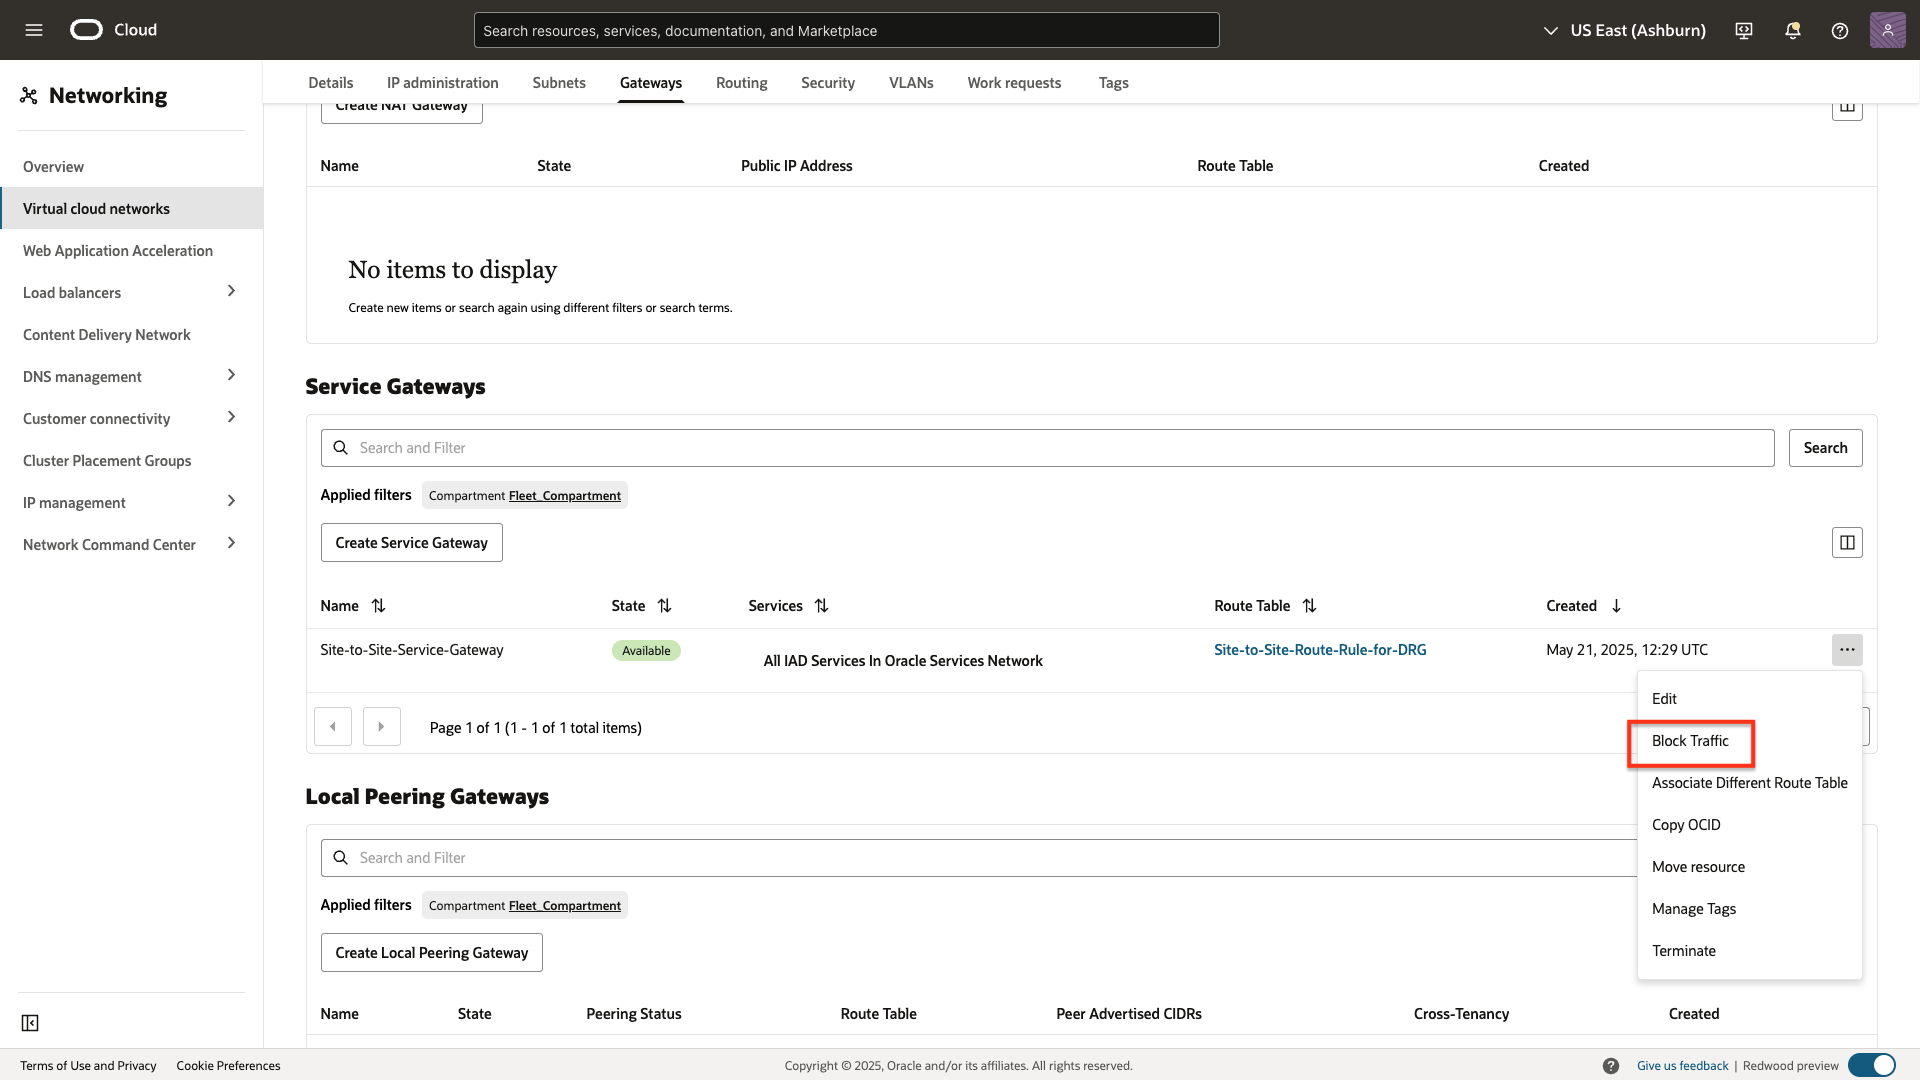 Cloud
Search resources, services, documentation, and Marketplace
US East (Ashburn)
Networking
Overview
Virtual cloud networks
Web Application Acceleration
Load balancers
Content Delivery Network
DNS management
Customer connectivity
Cluster Placement Groups
IP management
Network Command Center
Details IP administration Subnets Gateways Routing Security VLANs Work requests Tags
Create NAT Gateway
Name State Public IP Address Route Table Created
No items to display
Create new items or search again using different filters or search terms.
Service Gateways
Search and Filter
Search
Applied filters Compartment Fleet_Compartment
Create Service Gateway
Name State Services Route Table Created
Site-to-Site-Service-Gateway Available All IAD Services In Oracle Services Network Site-to-Site-Route-Rule-for-DRG May 21, 2025, 12:29 UTC
Page 1 of 1 (1 - 1 of 1 total items)
Edit
Block Traffic
Associate Different Route Table
Copy OCID
Move resource
Manage Tags
Terminate
Local Peering Gateways
Search and Filter
Applied filters Compartment Fleet_Compartment
Create Local Peering Gateway
Name State Peering Status Route Table Peer Advertised CIDRs Cross-Tenancy Created
Terms of Use and Privacy Cookie Preferences Copyright © 2025, Oracle and/or its affiliates. All rights reserved. Give us feedback | Redwood preview